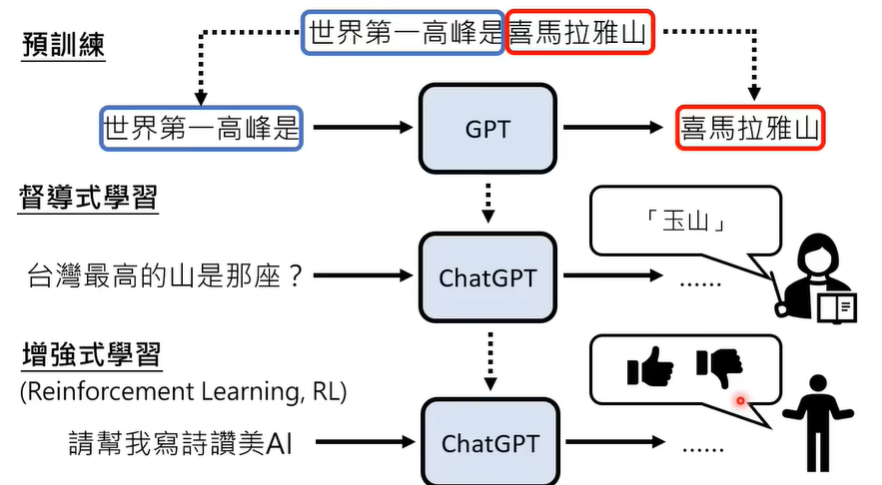 世界第一高峰是喜馬拉雅山
預訓練
世界第一高峰是
GPT
喜馬拉雅山
督導式學習
「玉山」
台灣最高的山是那座？
ChatGPT
......
增強式學習
(Reinforcement Learning, RL)
請幫我寫詩讚美AI
ChatGPT
......